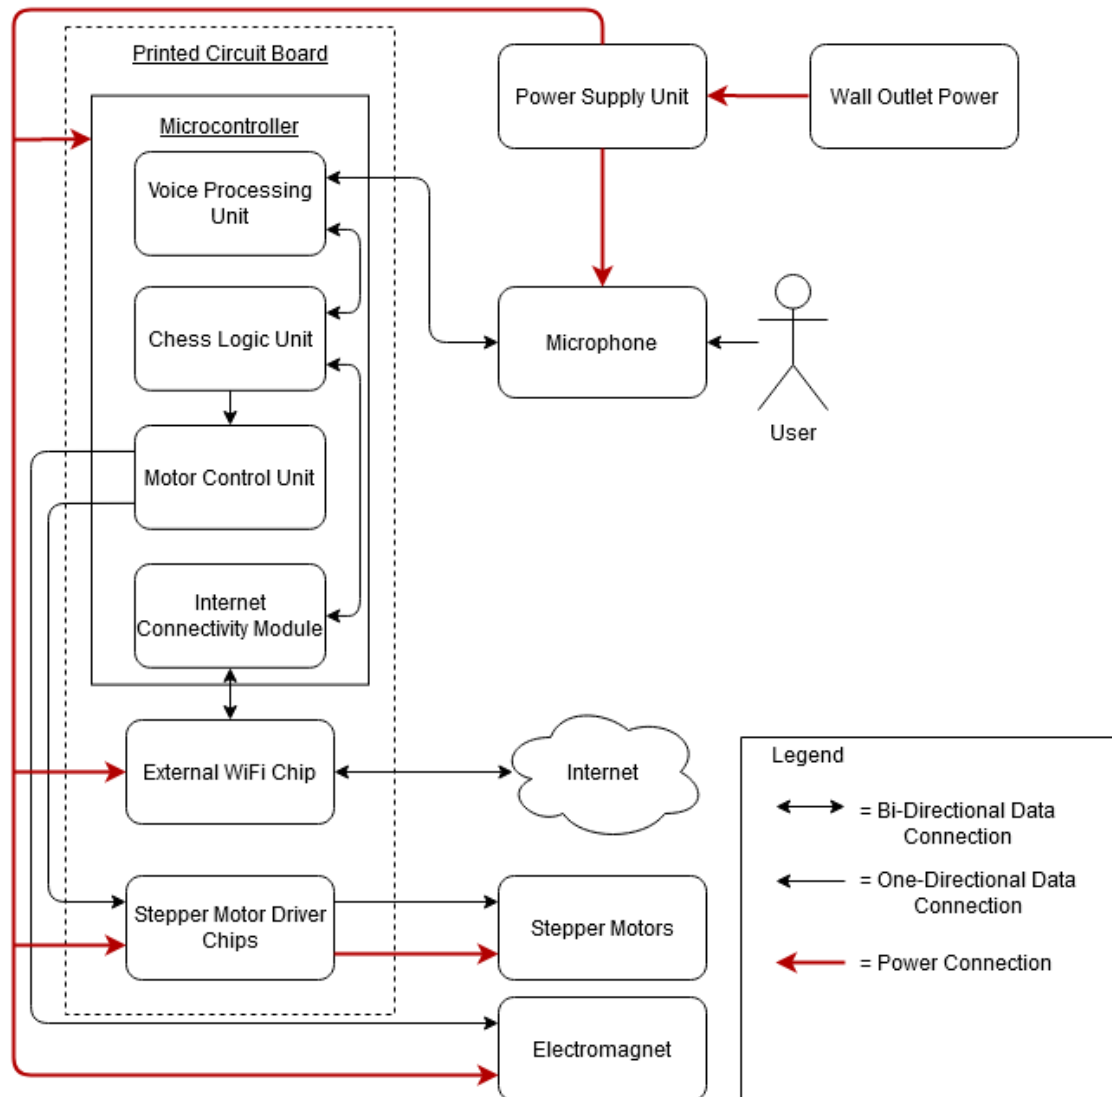 Printed Circuit Board
Microcontroller
Voice Processing
Unit
Chess Logic Unit
Motor Control Unit
Internet
Connectivity Module
External WiFi Chip
Stepper Motor Driver
Chips
Power Supply Unit
Wall Outlet Power
Microphone
User
Internet
Stepper Motors
Electromagnet
Legend
= Bi-Directional Data
Connection
= One-Directional Data
Connection
= Power Connection